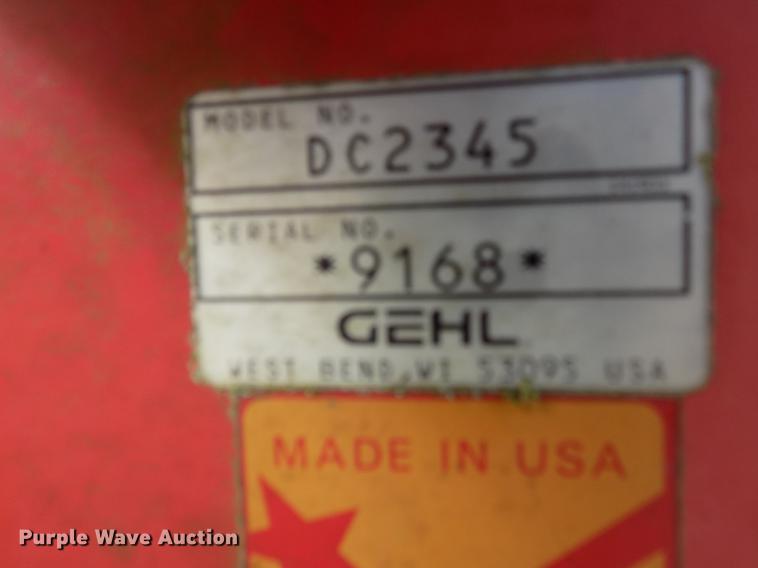 MODEL NO.
DC2345
SERIAL NO.
*9168*
GEHL
WEST BEND, WI 53095 USA
MADE IN USA
Purple Wave Auction